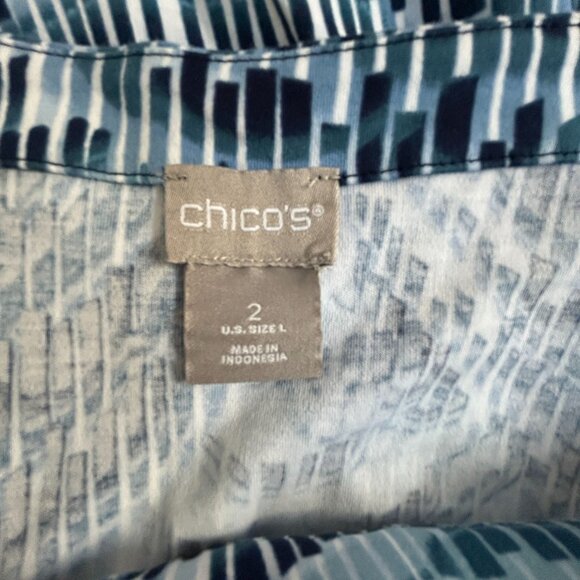 chico's®
2
U.S. SIZE L
MADE IN
INDONESIA